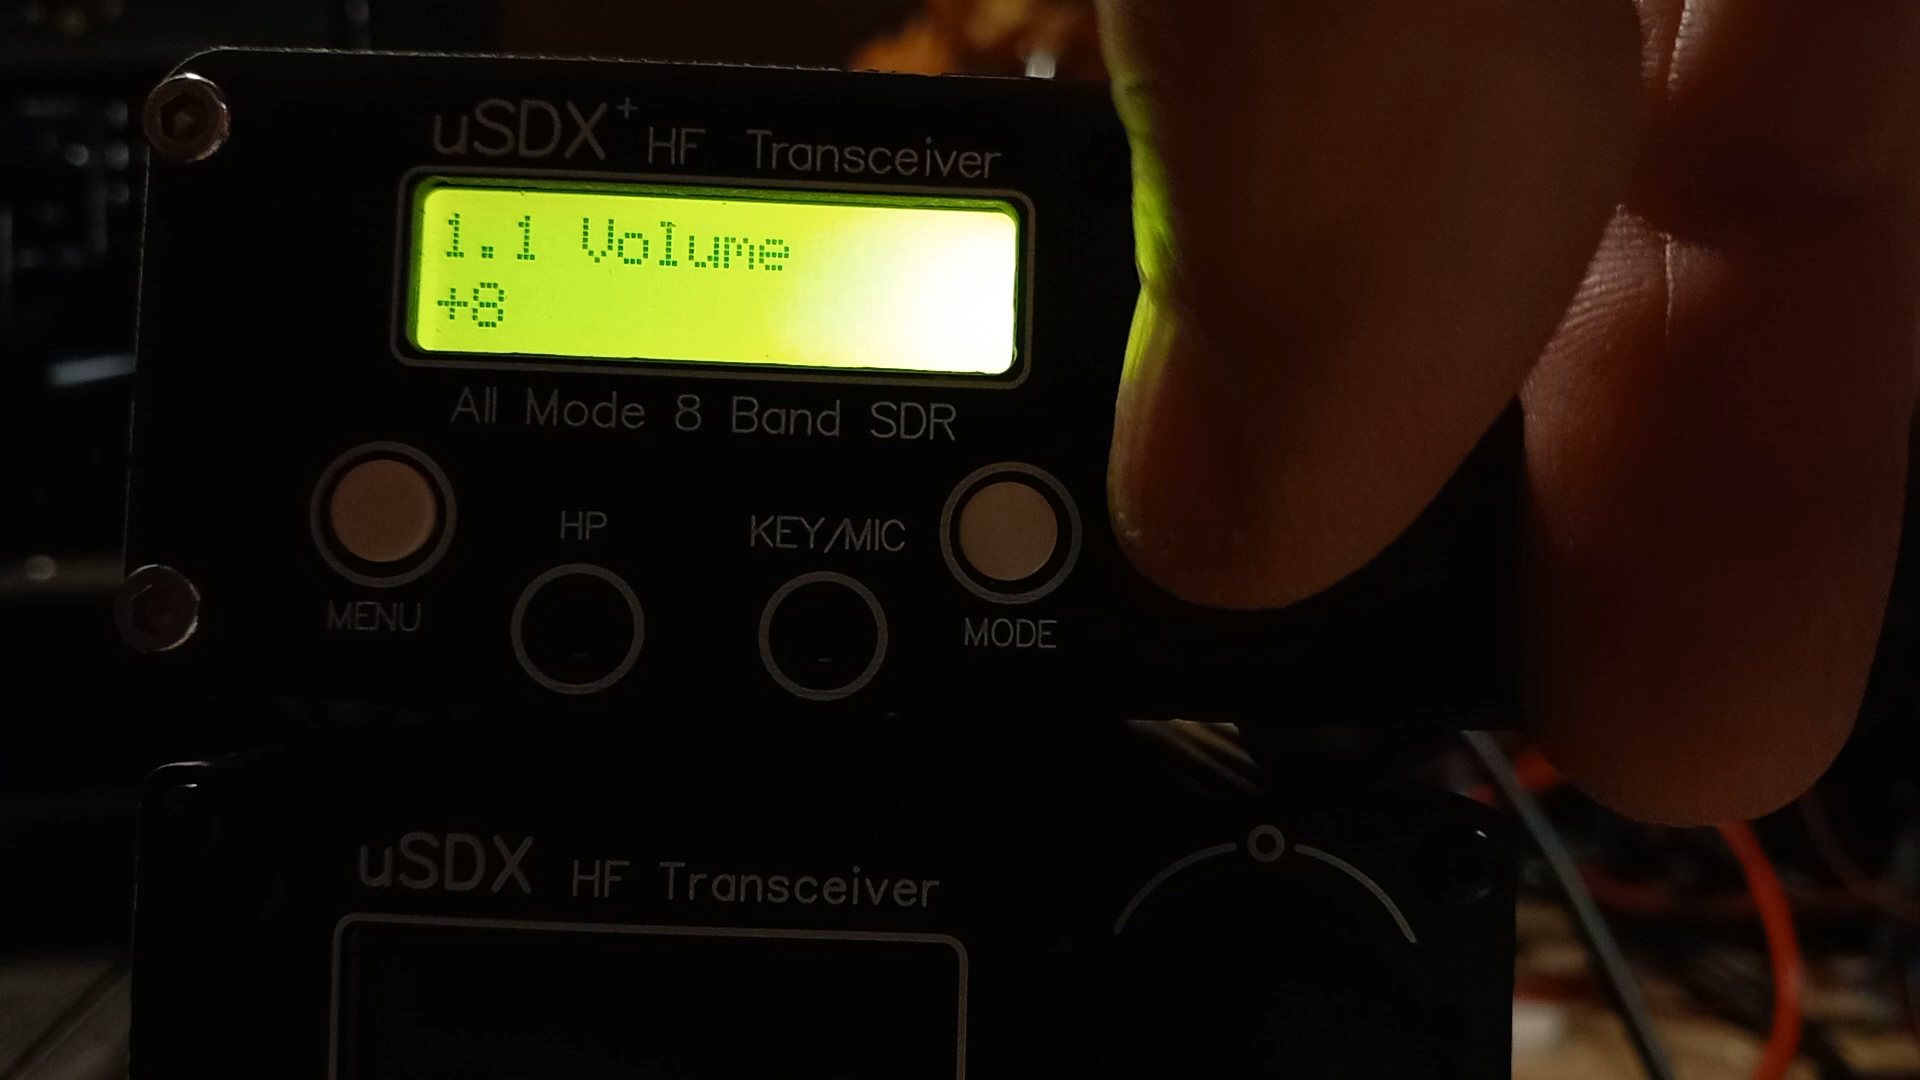 uSDX+ HF Transceiver
1.1 Volume
+8
All Mode 8 Band SDR
HP
KEY/MIC
MENU
MODE
uSDX HF Transceiver